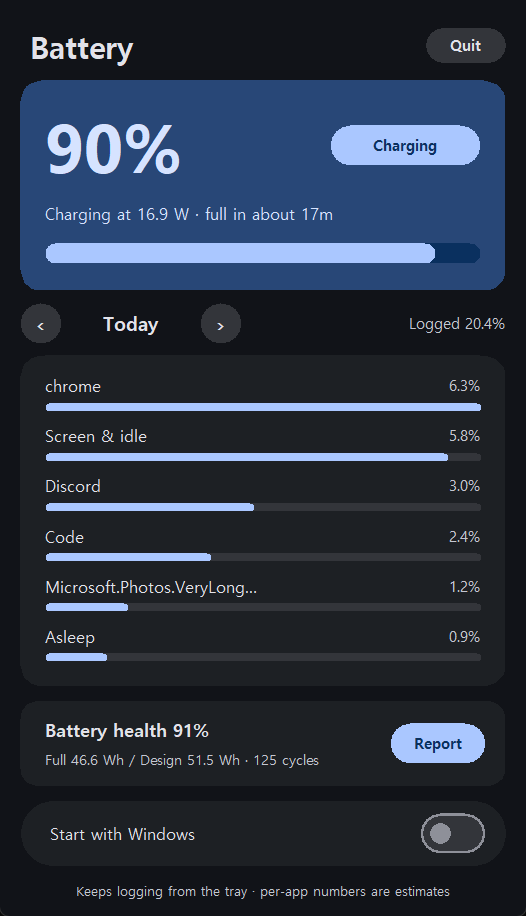 Battery
Quit
90%
Charging
Charging at 16.9 W · full in about 17m
‹
Today
›
Logged 20.4%
chrome 6.3%
Screen & idle 5.8%
Discord 3.0%
Code 2.4%
Microsoft.Photos.VeryLong... 1.2%
Asleep 0.9%
Battery health 91%
Full 46.6 Wh / Design 51.5 Wh · 125 cycles
Report
Start with Windows
Keeps logging from the tray · per-app numbers are estimates